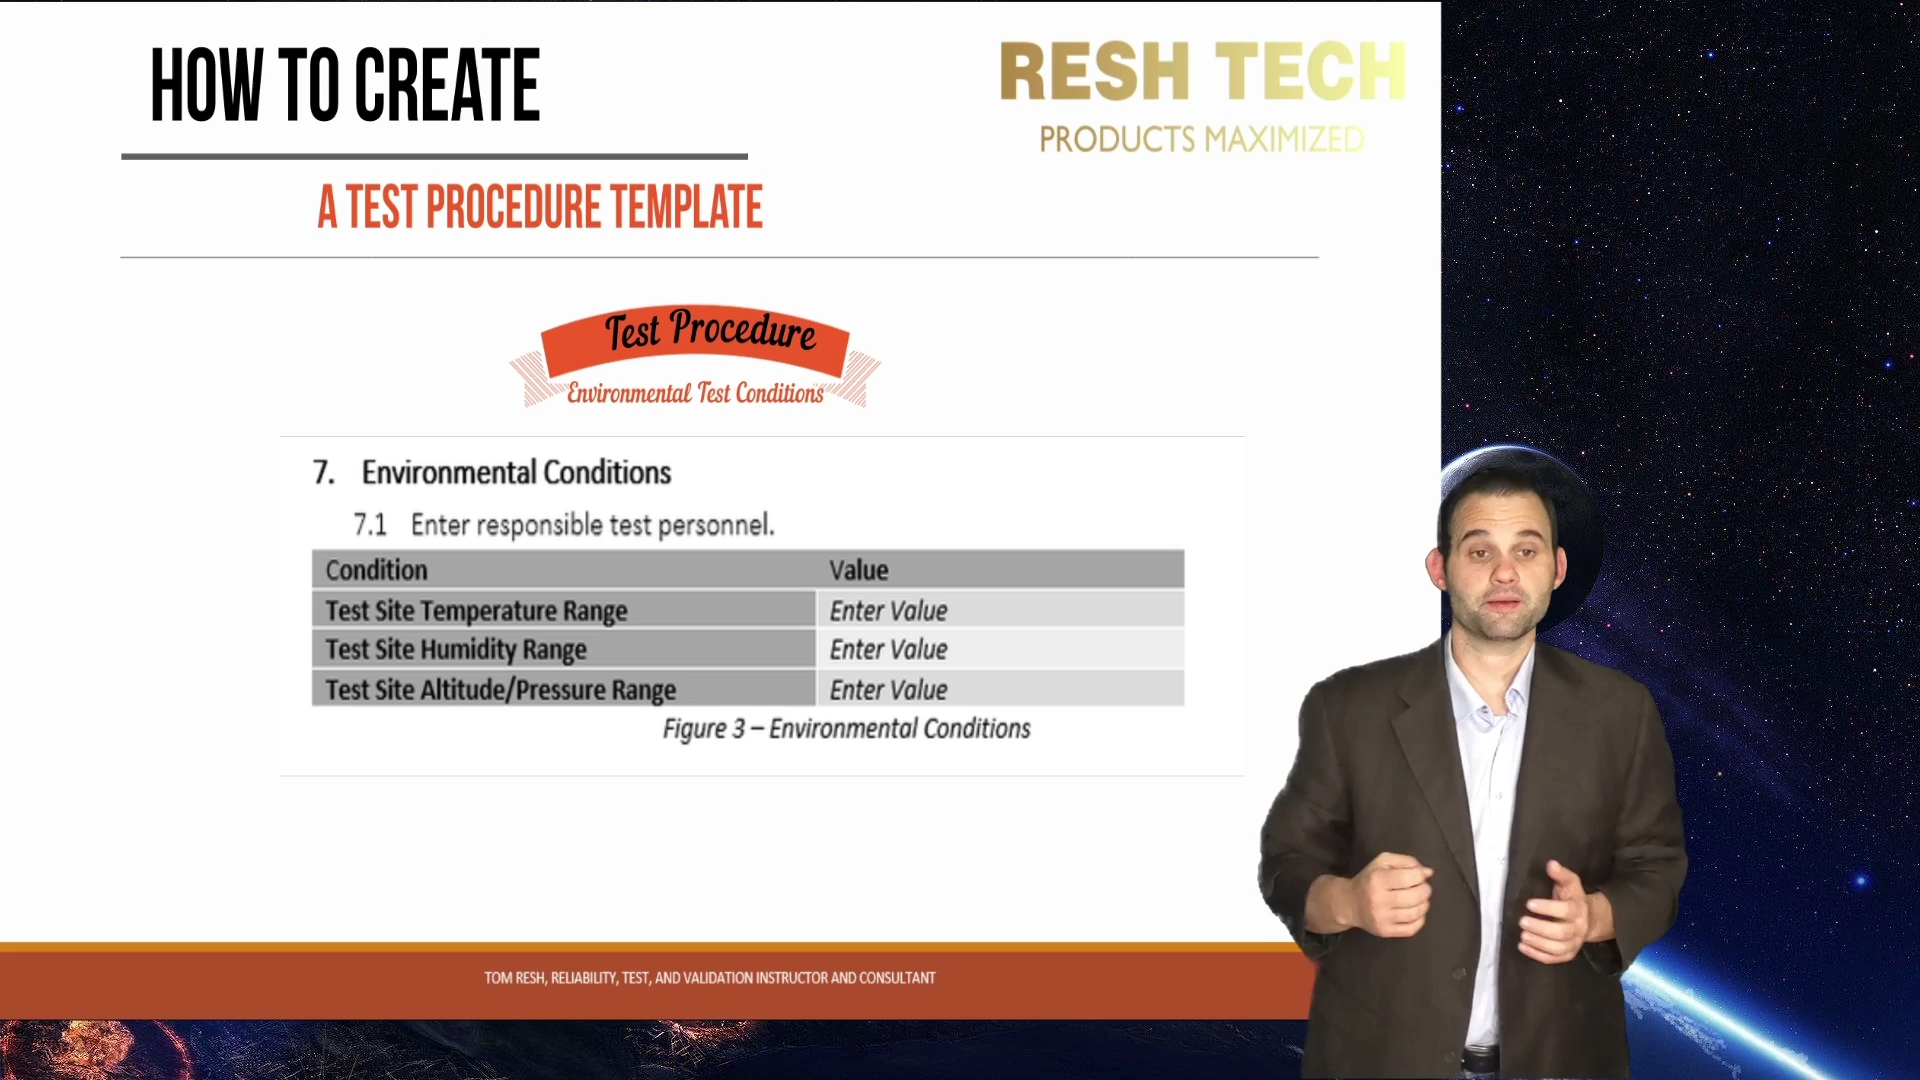 HOW TO CREATE
RESH TECH
PRODUCTS MAXIMIZED
A TEST PROCEDURE TEMPLATE
Test Procedure
Environmental Test Conditions
7. Environmental Conditions
7.1 Enter responsible test personnel.
Condition Value
Test Site Temperature Range Enter Value
Test Site Humidity Range Enter Value
Test Site Altitude/Pressure Range Enter Value
Figure 3 – Environmental Conditions
TOM RESH, RELIABILITY, TEST, AND VALIDATION INSTRUCTOR AND CONSULTANT